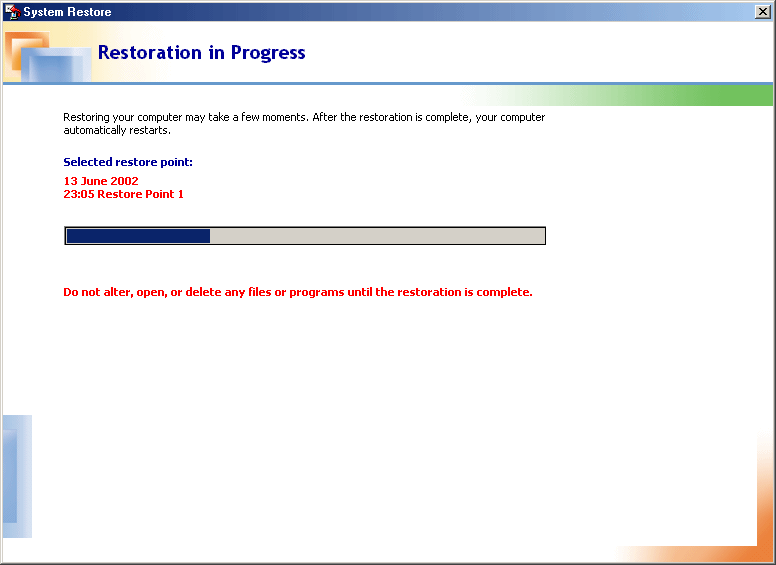 System Restore
Restoration in Progress
Restoring your computer may take a few moments. After the restoration is complete, your computer
automatically restarts.
Selected restore point:
13 June 2002
23:05 Restore Point 1
Do not alter, open, or delete any files or programs until the restoration is complete.